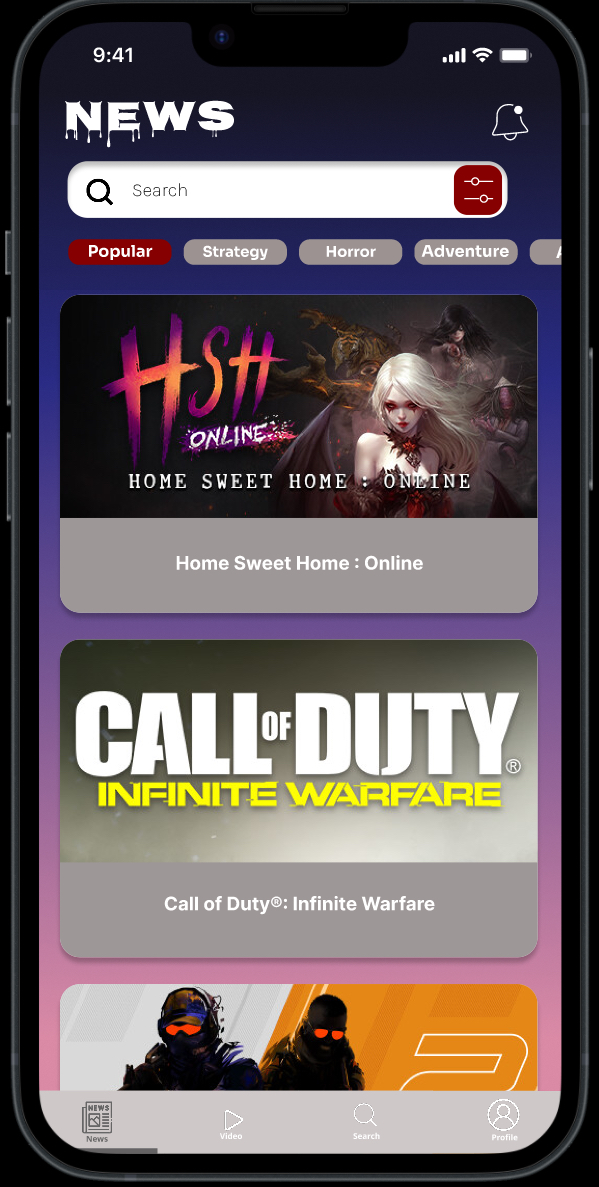 9:41
NEWS
Search
Popular Strategy Horror Adventure
HSH
ONLINE
HOME SWEET HOME : ONLINE
Home Sweet Home : Online
CALL OF DUTY®
INFINITE WARFARE
Call of Duty®: Infinite Warfare
2
NEWS
News Video Search Profile